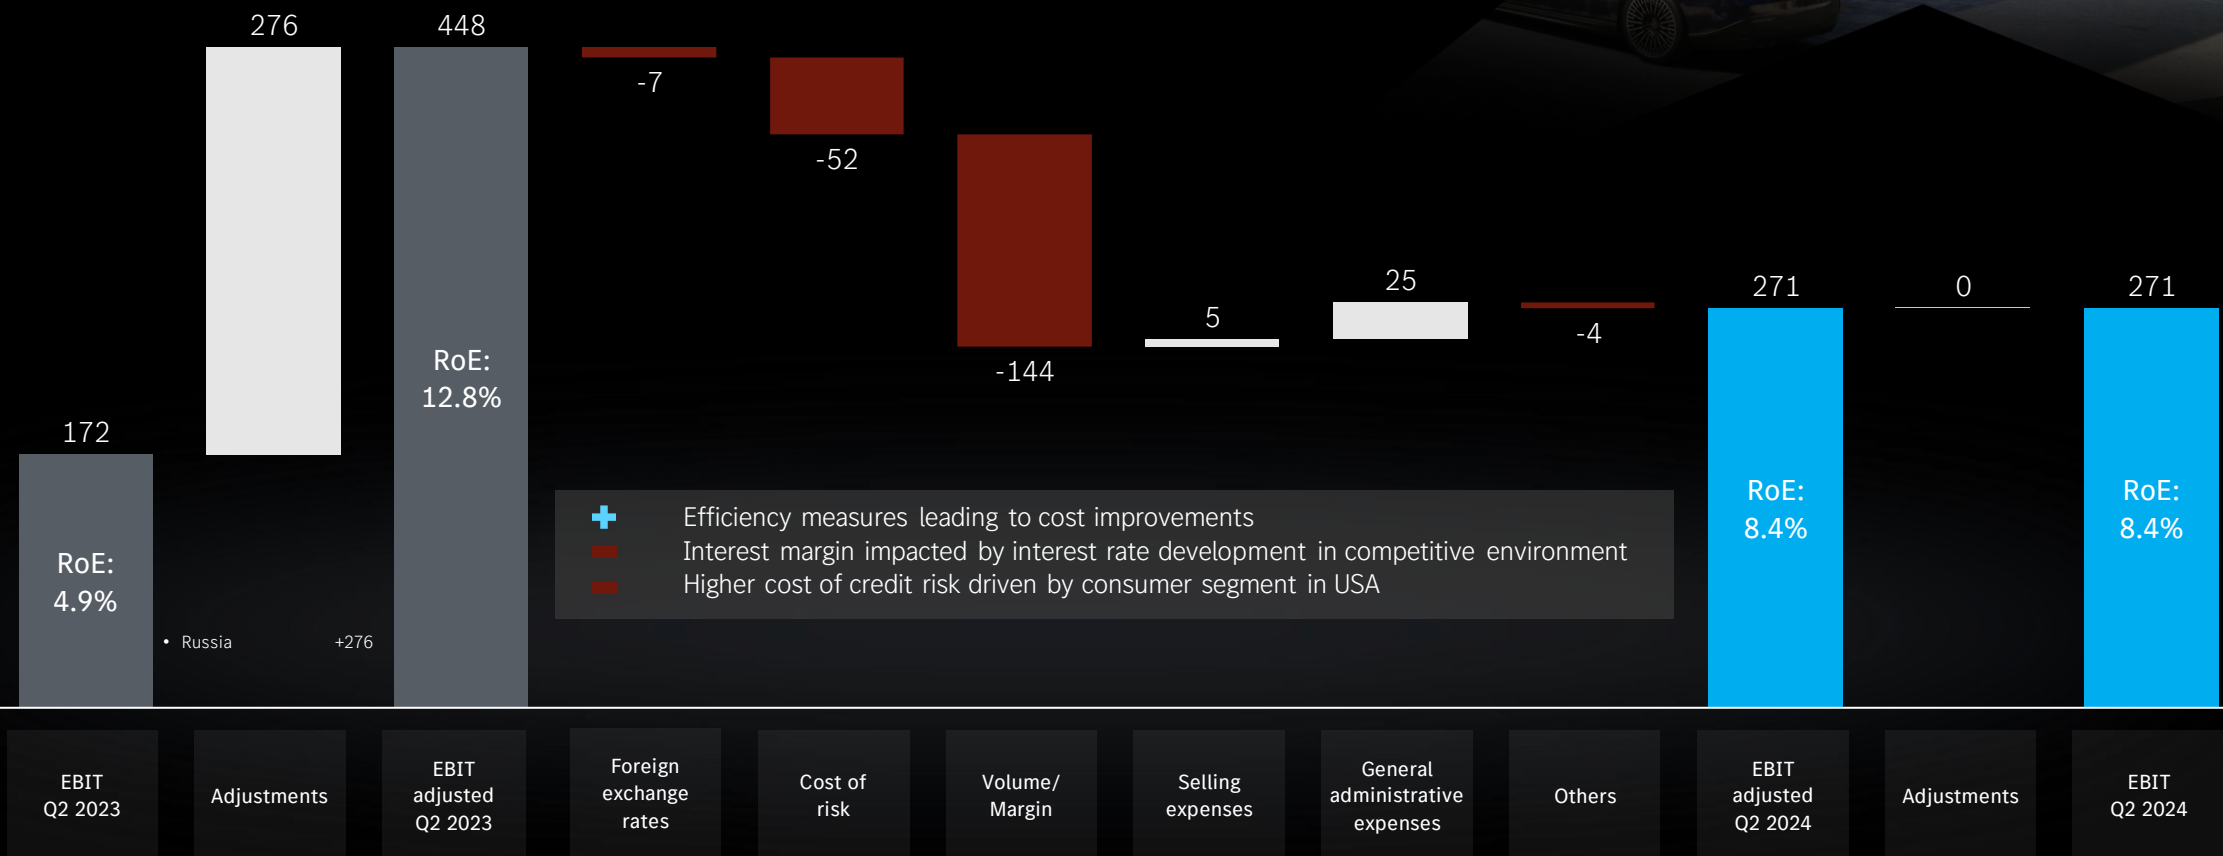 276
448
-7
-52
-144
5
25
-4
271
0
271
172
RoE:
12.8%
RoE:
4.9%
RoE:
8.4%
RoE:
8.4%
Efficiency measures leading to cost improvements
Interest margin impacted by interest rate development in competitive environment
Higher cost of credit risk driven by consumer segment in USA
• Russia +276
EBIT
Q2 2023
Adjustments
EBIT
adjusted
Q2 2023
Foreign
exchange
rates
Cost of
risk
Volume/
Margin
Selling
expenses
General
administrative
expenses
Others
EBIT
adjusted
Q2 2024
Adjustments
EBIT
Q2 2024